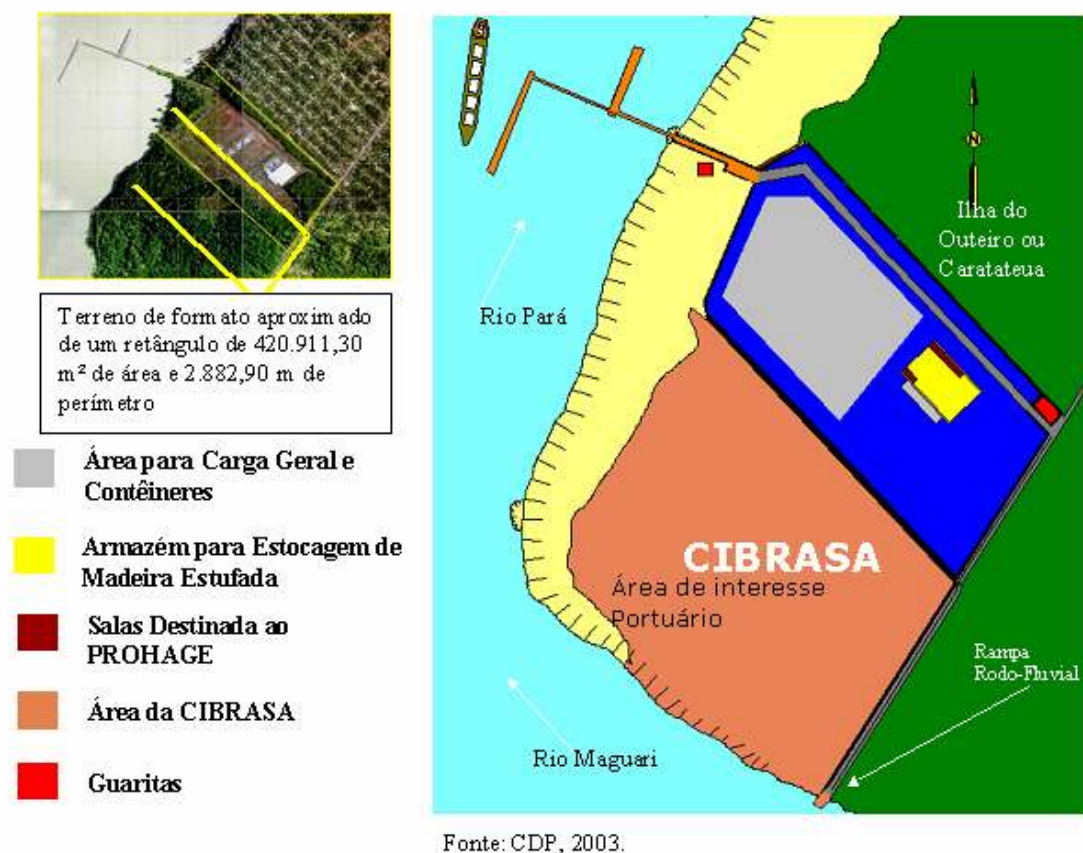 Terreno de formato aproximado
de um retângulo de 420.911,30
m² de área e 2.882,90 m de
perímetro
Área para Carga Geral e
Contêineres
Armazém para Estocagem de
Madeira Estufada
Salas Destinada ao
PROHAGE
Área da CIBRASA
Guaritas
N
Ilha do
Outeiro ou
Caratateua
Rio Pará
CIBRASA
Área de interesse
Portuário
Rampa
Rodo-Fluvial
Rio Maguari
Fonte: CDP, 2003.